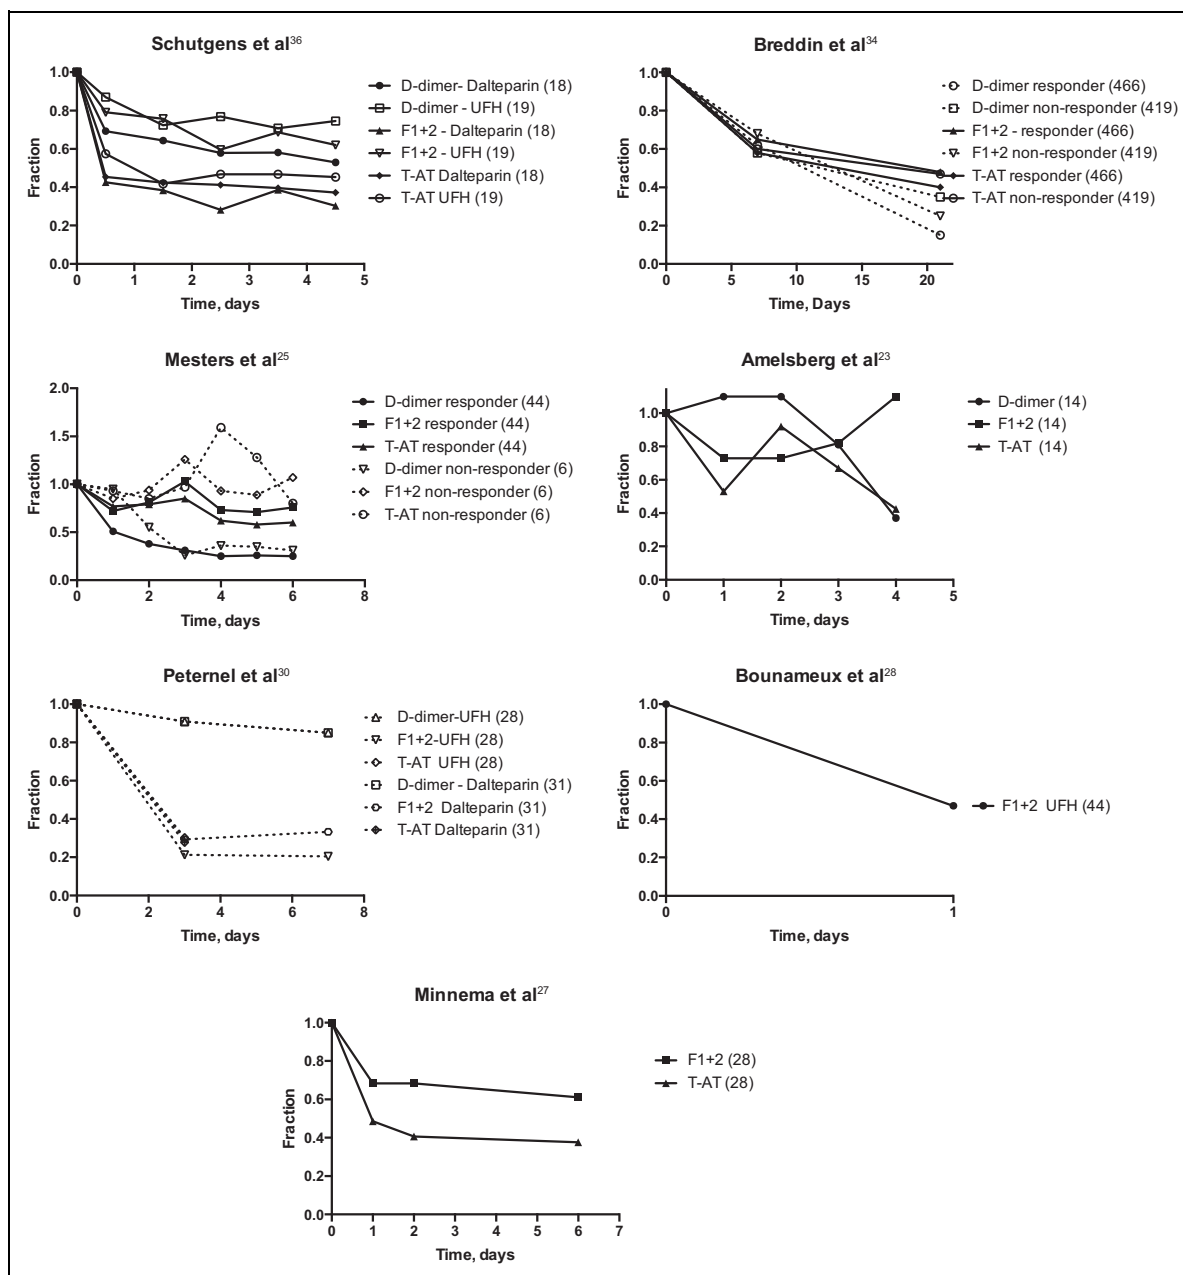 Schutgens et al36
Fraction
1.0
0.8
0.6
0.4
0.2
0.0
0 1 2 3 4 5
Time, days
D-dimer- Dalteparin (18)
D-dimer - UFH (19)
F1+2 - Dalteparin (18)
F1+2 - UFH (19)
T-AT Dalteparin (18)
T-AT UFH (19)
Breddin et al34
Fraction
1.0
0.8
0.6
0.4
0.2
0.0
0 5 10 15 20
Time, Days
D-dimer responder (466)
D-dimer non-responder (419)
F1+2 - responder (466)
F1+2 non-responder (419)
T-AT responder (466)
T-AT non-responder (419)
Mesters et al25
Fraction
2.0
1.5
1.0
0.5
0.0
0 2 4 6 8
Time, days
D-dimer responder (44)
F1+2 responder (44)
T-AT responder (44)
D-dimer non-responder (6)
F1+2 non-responder (6)
T-AT non-responder (6)
Amelsberg et al23
Fraction
1.0
0.8
0.6
0.4
0.2
0.0
0 1 2 3 4 5
Time, days
D-dimer (14)
F1+2 (14)
T-AT (14)
Peternel et al30
Fraction
1.0
0.8
0.6
0.4
0.2
0.0
0 2 4 6 8
Time, days
D-dimer-UFH (28)
F1+2-UFH (28)
T-AT UFH (28)
D-dimer - Dalteparin (31)
F1+2 Dalteparin (31)
T-AT Dalteparin (31)
Bounameux et al28
Fraction
1.0
0.8
0.6
0.4
0.2
0.0
0 1
Time, days
F1+2 UFH (44)
Minnema et al27
Fraction
1.0
0.8
0.6
0.4
0.2
0.0
0 1 2 3 4 5 6 7
Time, days
F1+2 (28)
T-AT (28)